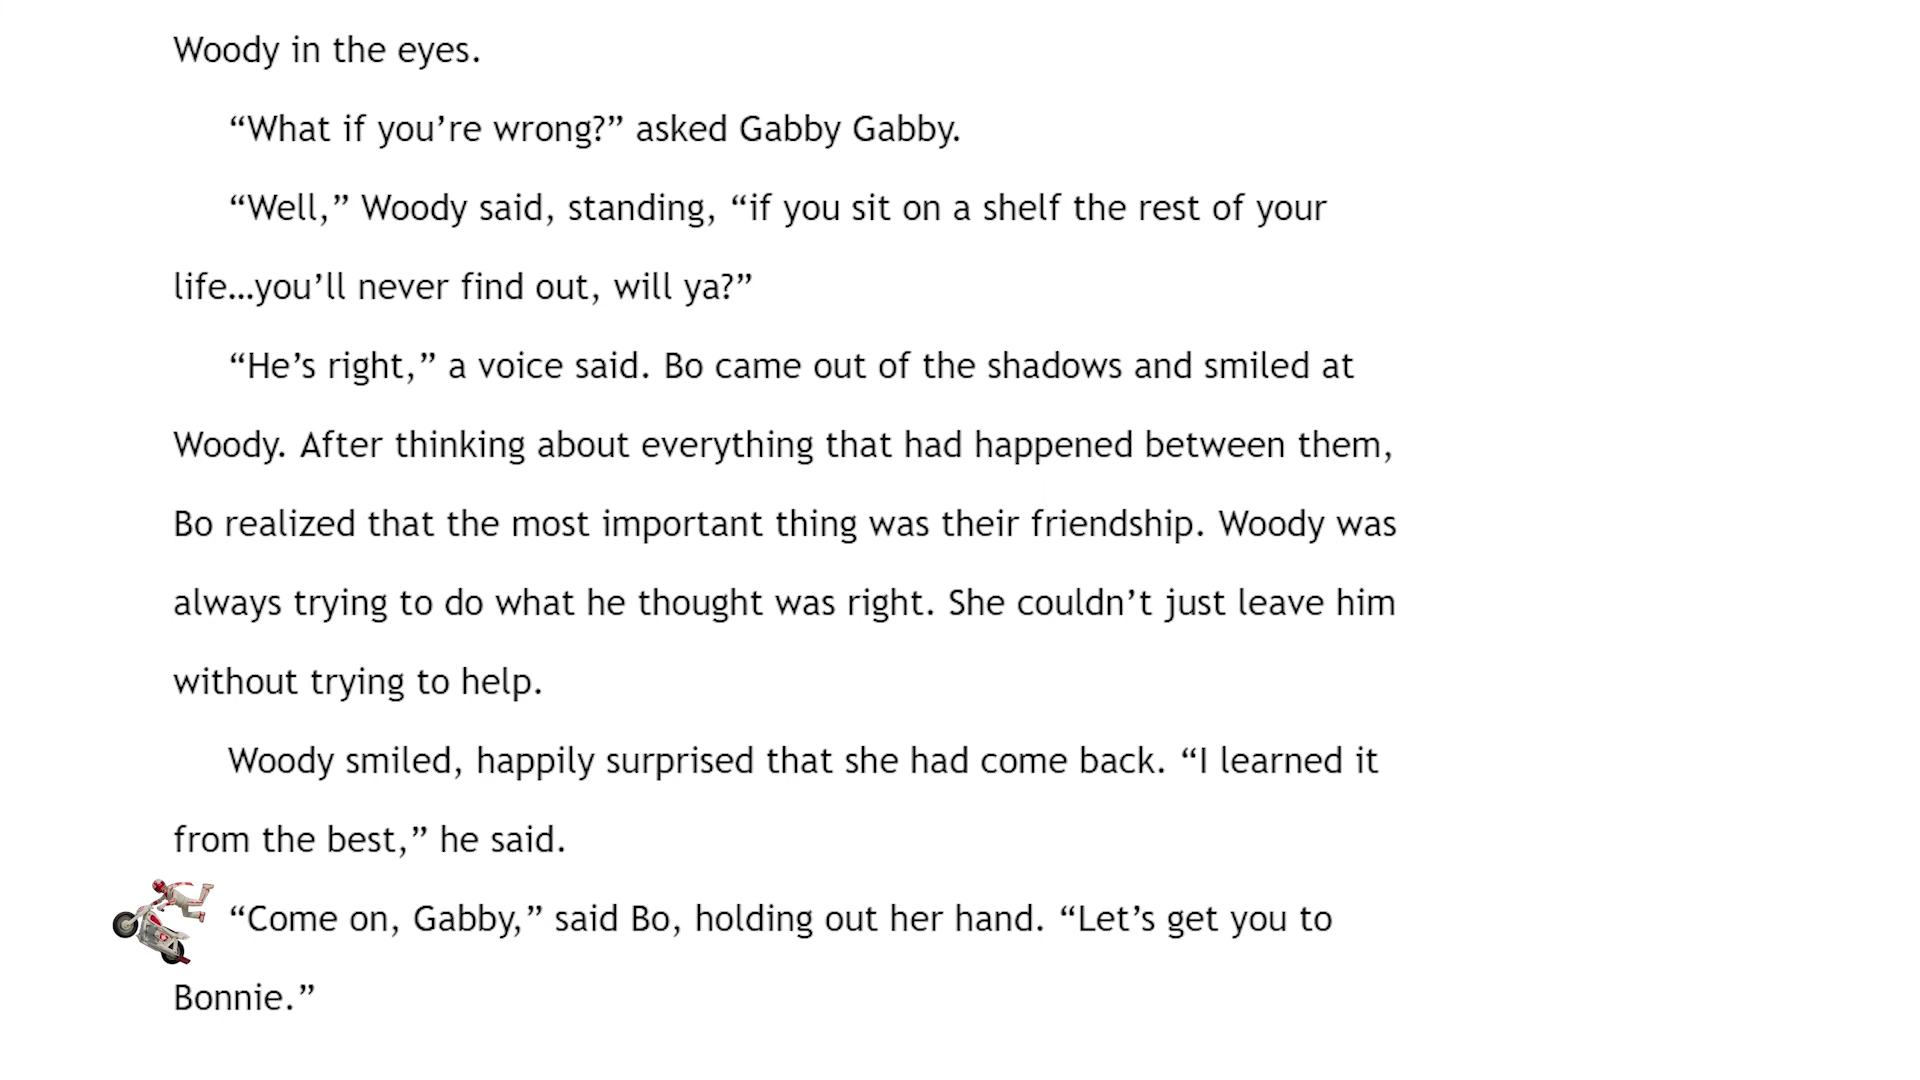 Woody in the eyes.
“What if you’re wrong?” asked Gabby Gabby.
“Well,” Woody said, standing, “if you sit on a shelf the rest of your
life…you’ll never find out, will ya?”
“He’s right,” a voice said. Bo came out of the shadows and smiled at
Woody. After thinking about everything that had happened between them,
Bo realized that the most important thing was their friendship. Woody was
always trying to do what he thought was right. She couldn’t just leave him
without trying to help.
Woody smiled, happily surprised that she had come back. “I learned it
from the best,” he said.
“Come on, Gabby,” said Bo, holding out her hand. “Let’s get you to
Bonnie.”